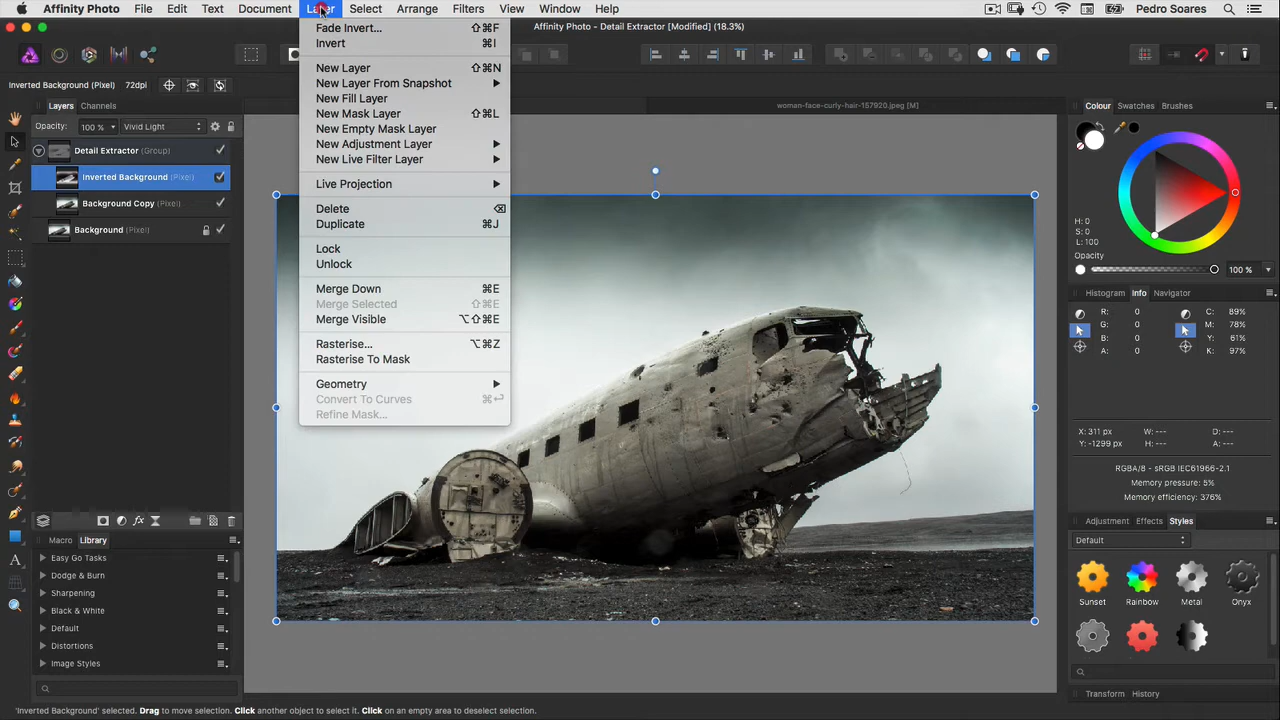 Affinity Photo File Edit Text Document Layer Select Arrange Filters View Window Help Pedro Soares
Affinity Photo - Detail Extractor [Modified] (18.3%)
Inverted Background (Pixel) 72dpi
woman-face-curly-hair-157920.jpeg [M]
Layers Channels
Opacity: 100 % Vivid Light
Detail Extractor (Group)
Inverted Background (Pixel)
Background Copy (Pixel)
Background (Pixel)
Fade Invert... ⇧⌘F
Invert ⌘I
New Layer ⇧⌘N
New Layer From Snapshot
New Fill Layer
New Mask Layer ⇧⌘L
New Empty Mask Layer
New Adjustment Layer
New Live Filter Layer
Live Projection
Delete ⌫
Duplicate ⌘J
Lock
Unlock
Merge Down ⌘E
Merge Selected ⇧⌘E
Merge Visible ⌥⇧⌘E
Rasterise... ⌥⌘Z
Rasterise To Mask
Geometry
Convert To Curves ⌘⏎
Refine Mask...
Macro Library
Easy Go Tasks
Dodge & Burn
Sharpening
Black & White
Default
Distortions
Image Styles
Colour Swatches Brushes
H: 0
S: 0
L: 100
Opacity
100 %
Histogram Info Navigator
R: 0 C: 89%
G: 0 M: 78%
B: 0 Y: 61%
A: 0 K: 97%
X: 311 px W: --- D: ---
Y: -1299 px H: --- A: ---
RGBA/8 - sRGB IEC61966-2.1
Memory pressure: 5%
Memory efficiency: 376%
Adjustment Effects Styles
Default
Sunset Rainbow Metal Onyx
Transform History
'Inverted Background' selected. Drag to move selection. Click another object to select it. Click on an empty area to deselect selection.